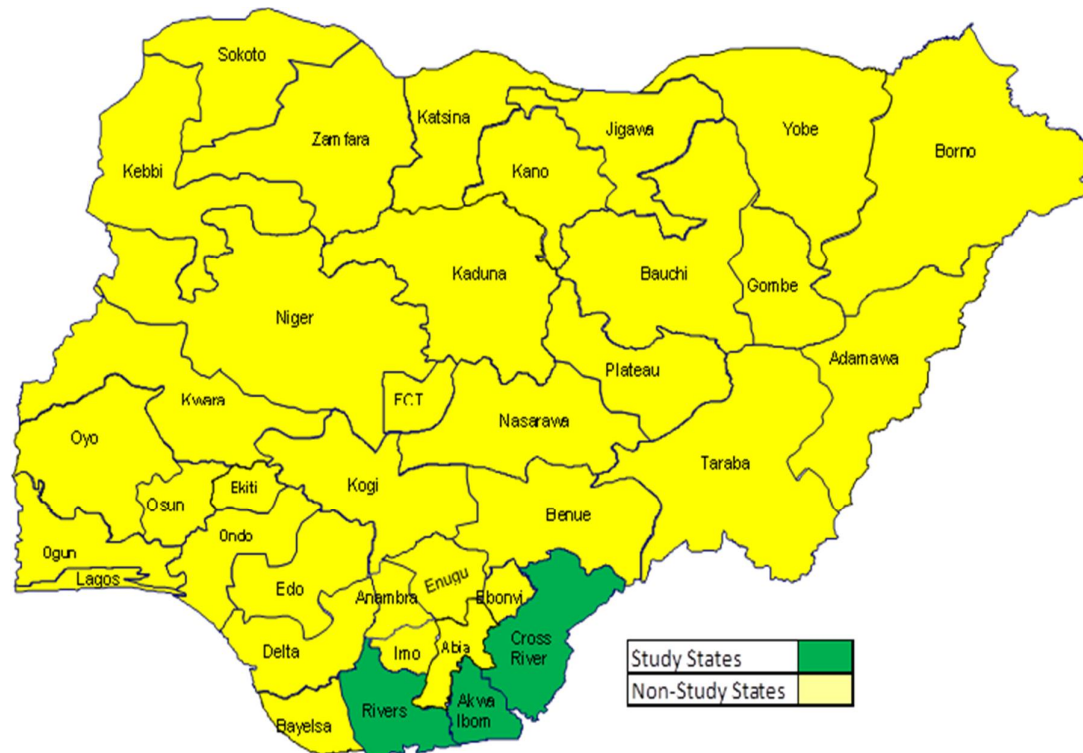 Sokoto
Zamfara
Katsina
Jigawa
Yobe
Borno
Kebbi
Kano
Kaduna
Bauchi
Gombe
Niger
Adamawa
Plateau
FCT
Kwara
Nasarawa
Oyo
Taraba
Kogi
Ekiti
Osun
Benue
Ondo
Ogun
Lagos
Edo
Enugu
Anambra
Ebonyi
Cross
River
Delta
Imo
Abia
Rivers
Akwa
Ibom
Bayelsa
Study States
Non-Study States